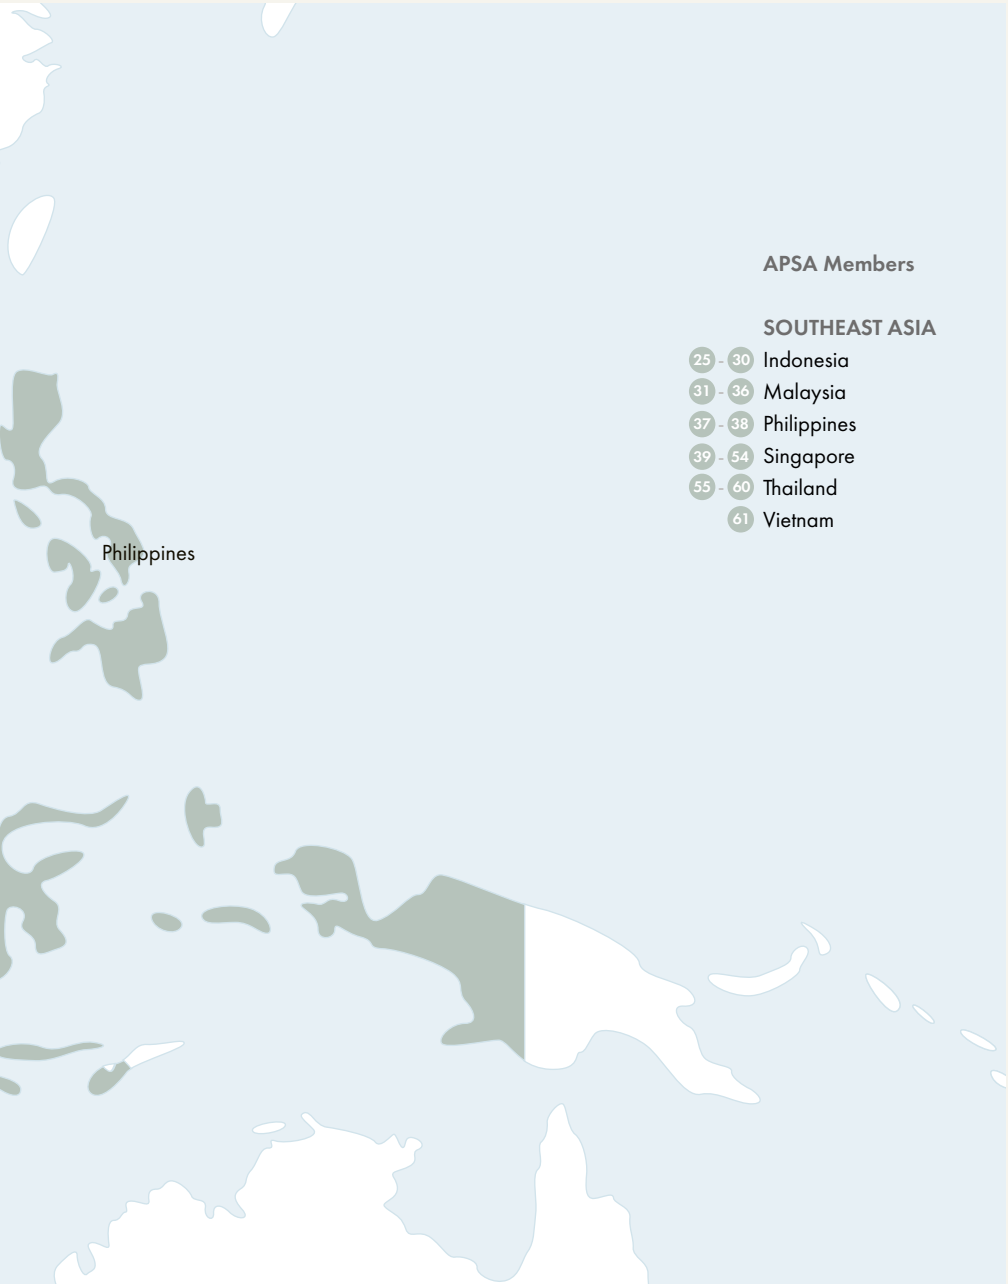 APSA Members
SOUTHEAST ASIA
25 - 30 Indonesia
31 - 36 Malaysia
37 - 38 Philippines
39 - 54 Singapore
55 - 60 Thailand
61 Vietnam
Philippines